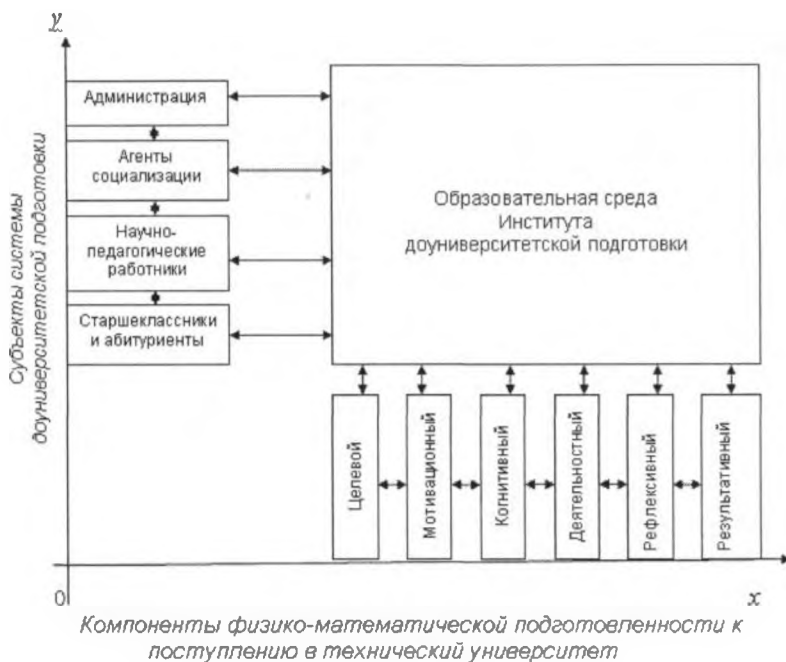 y
Администрация
Агенты
социализации
Научно-
педагогические
работники
Старшеклассники
и абитуриенты
Субъекты системы
доуниверситетской подготовки
Образовательная среда
Института
доуниверситетской подготовки
Целевой
Мотивационный
Когнитивный
Деятельностный
Рефлексивный
Результативный
0
x
Компоненты физико-математической подготовленности к
поступлению в технический университет